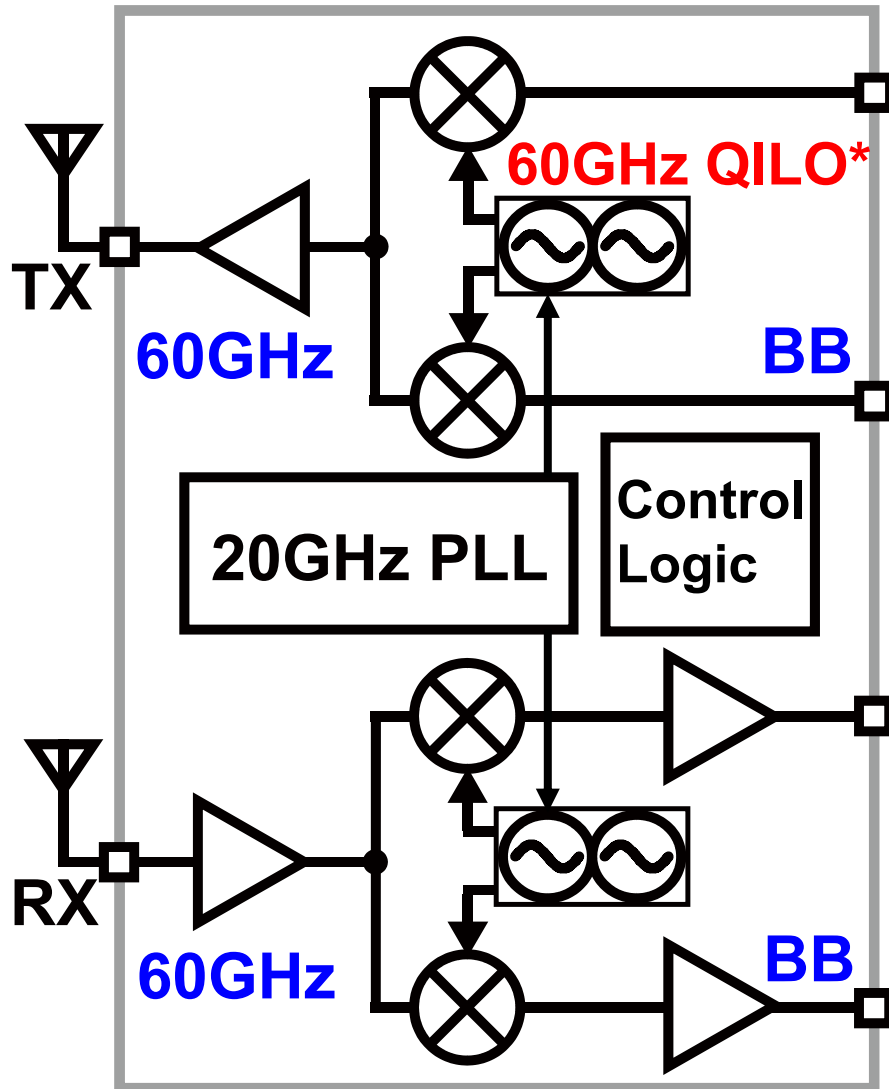 60GHz QILO*
TX
60GHz
BB
20GHz PLL
Control
Logic
RX
60GHz
BB